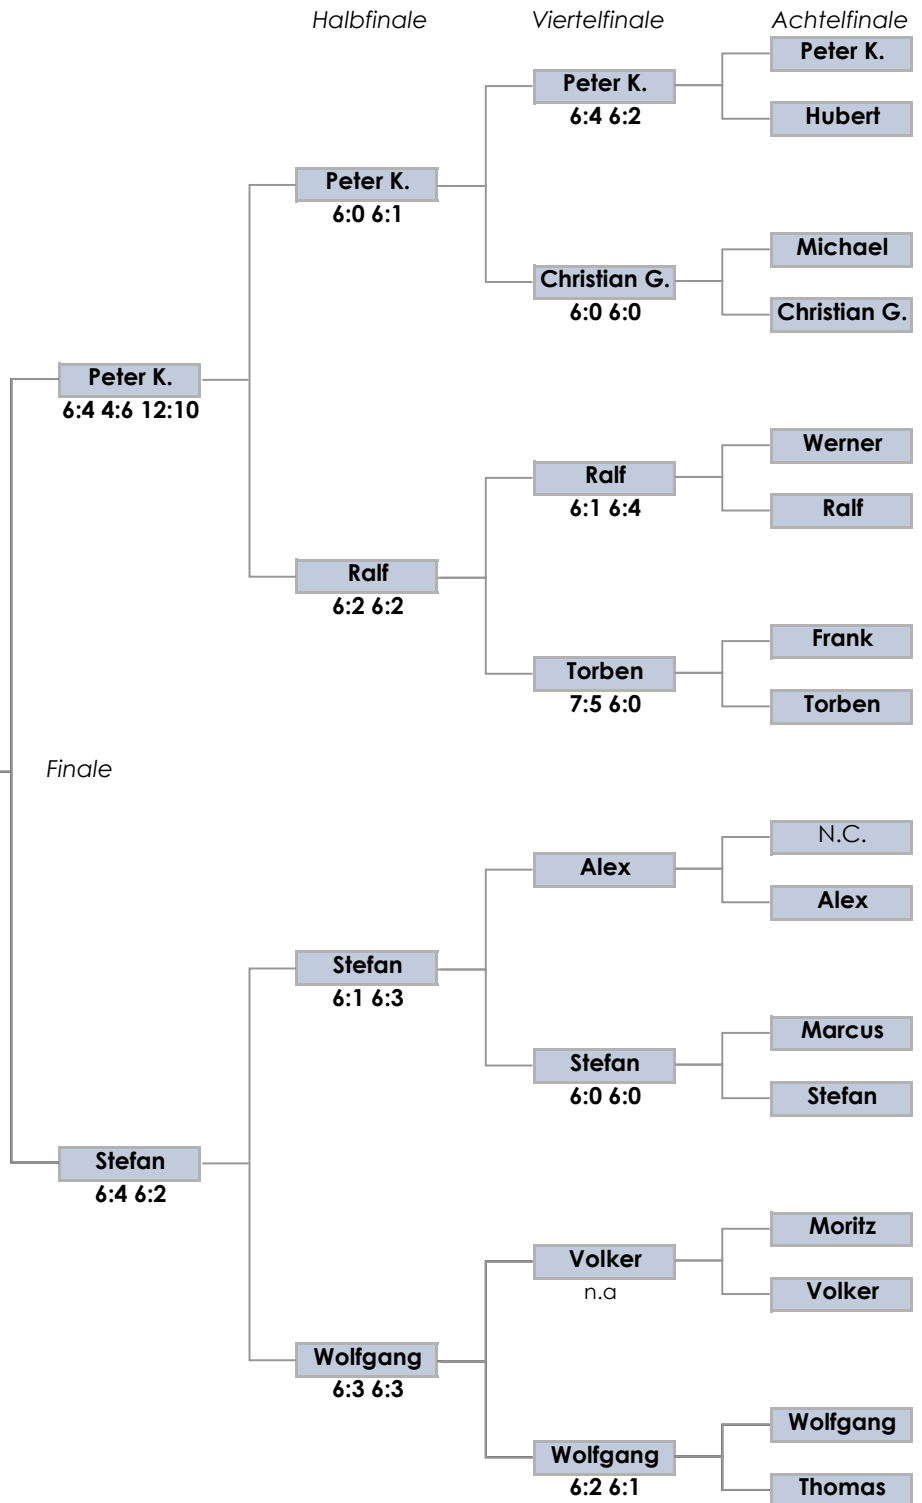 Halbfinale Viertelfinale Achtelfinale
Peter K.
Peter K.
6:4 6:2
Hubert
Peter K.
6:0 6:1
Michael
Christian G.
6:0 6:0
Christian G.
Peter K.
6:4 4:6 12:10
Werner
Ralf
6:1 6:4
Ralf
Ralf
6:2 6:2
Frank
Torben
7:5 6:0
Torben
Finale
N.C.
Alex
Alex
Stefan
6:1 6:3
Marcus
Stefan
6:0 6:0
Stefan
Stefan
6:4 6:2
Moritz
Volker
n.a
Volker
Wolfgang
6:3 6:3
Wolfgang
Wolfgang
6:2 6:1
Thomas